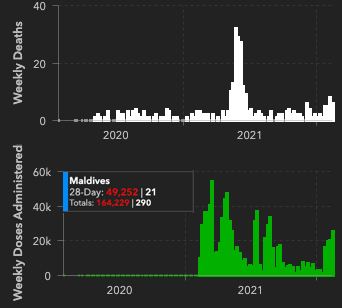 Weekly Deaths
40
20
0
2020
2021
Weekly Doses Administered
60k
40k
20k
0
Maldives
28-Day: 49,252 | 21
Totals: 164,229 | 290
2020
2021